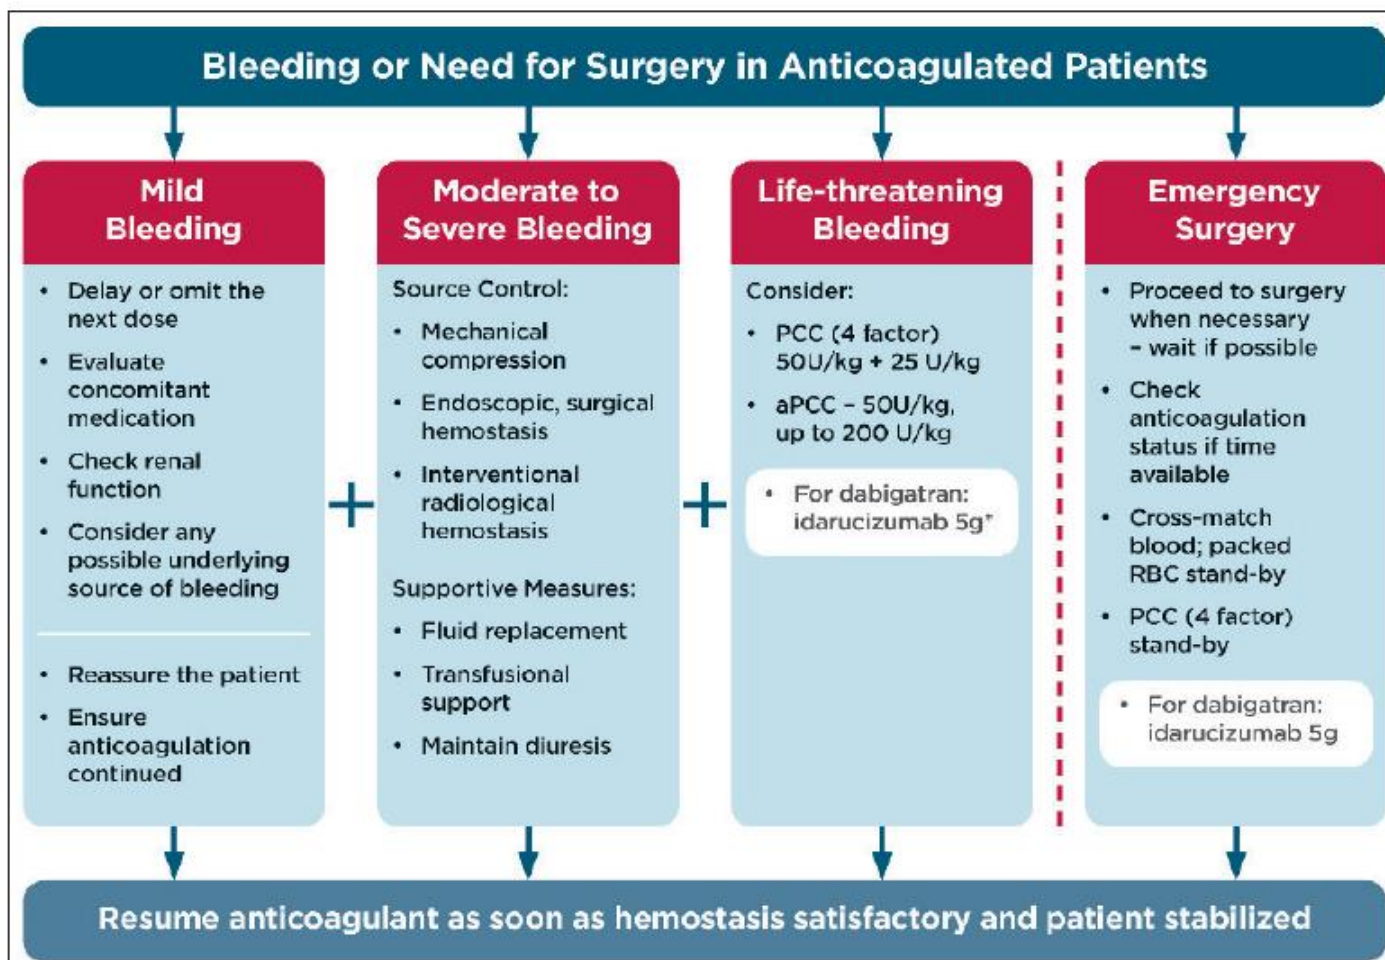 Bleeding or Need for Surgery in Anticoagulated Patients
Mild
Bleeding
• Delay or omit the
next dose
• Evaluate
concomitant
medication
• Check renal
function
• Consider any
possible underlying
source of bleeding
• Reassure the patient
• Ensure
anticoagulation
continued
+
Moderate to
Severe Bleeding
Source Control:
• Mechanical
compression
• Endoscopic, surgical
hemostasis
• Interventional
radiological
hemostasis
Supportive Measures:
• Fluid replacement
• Transfusional
support
• Maintain diuresis
+
Life-threatening
Bleeding
Consider:
• PCC (4 factor)
50U/kg + 25 U/kg
• aPCC – 50U/kg,
up to 200 U/kg
• For dabigatran:
idarucizumab 5g*
Emergency
Surgery
• Proceed to surgery
when necessary
– wait if possible
• Check
anticoagulation
status if time
available
• Cross-match
blood; packed
RBC stand-by
• PCC (4 factor)
stand-by
• For dabigatran:
idarucizumab 5g
Resume anticoagulant as soon as hemostasis satisfactory and patient stabilized